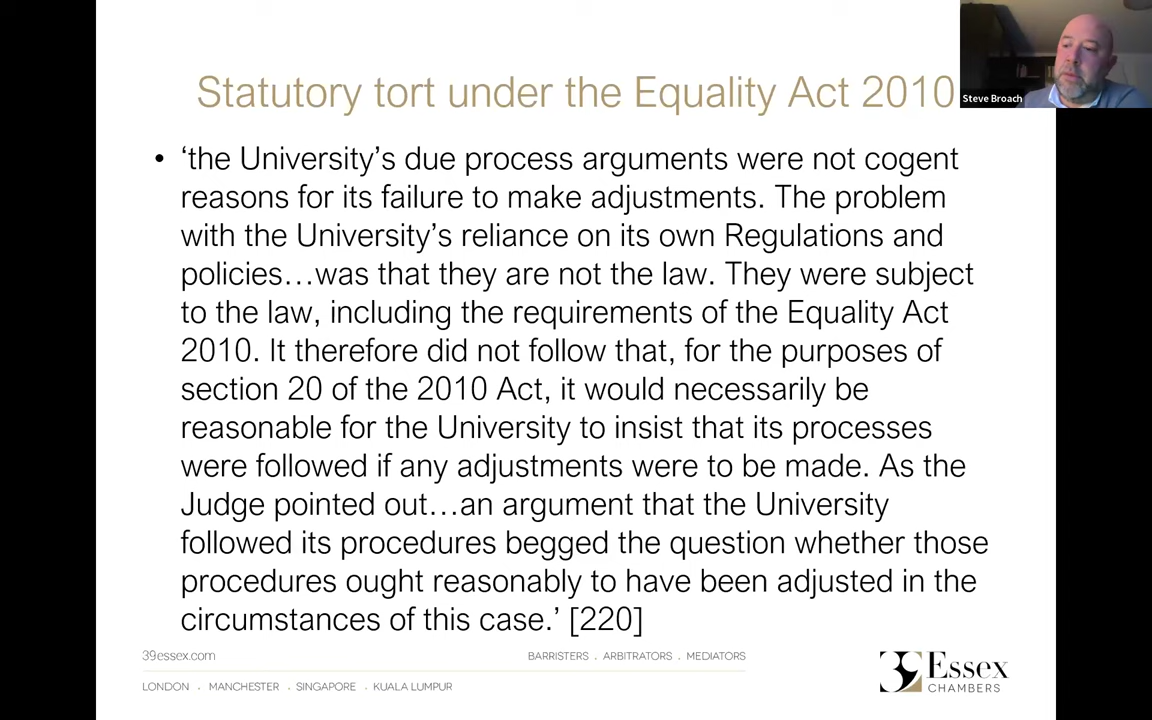 Statutory tort under the Equality Act 2010
Steve Broach
• ‘the University’s due process arguments were not cogent
reasons for its failure to make adjustments. The problem
with the University’s reliance on its own Regulations and
policies…was that they are not the law. They were subject
to the law, including the requirements of the Equality Act
2010. It therefore did not follow that, for the purposes of
section 20 of the 2010 Act, it would necessarily be
reasonable for the University to insist that its processes
were followed if any adjustments were to be made. As the
Judge pointed out…an argument that the University
followed its procedures begged the question whether those
procedures ought reasonably to have been adjusted in the
circumstances of this case.’ [220]
39essex.com
BARRISTERS . ARBITRATORS . MEDIATORS
LONDON . MANCHESTER . SINGAPORE . KUALA LUMPUR
39 Essex
CHAMBERS